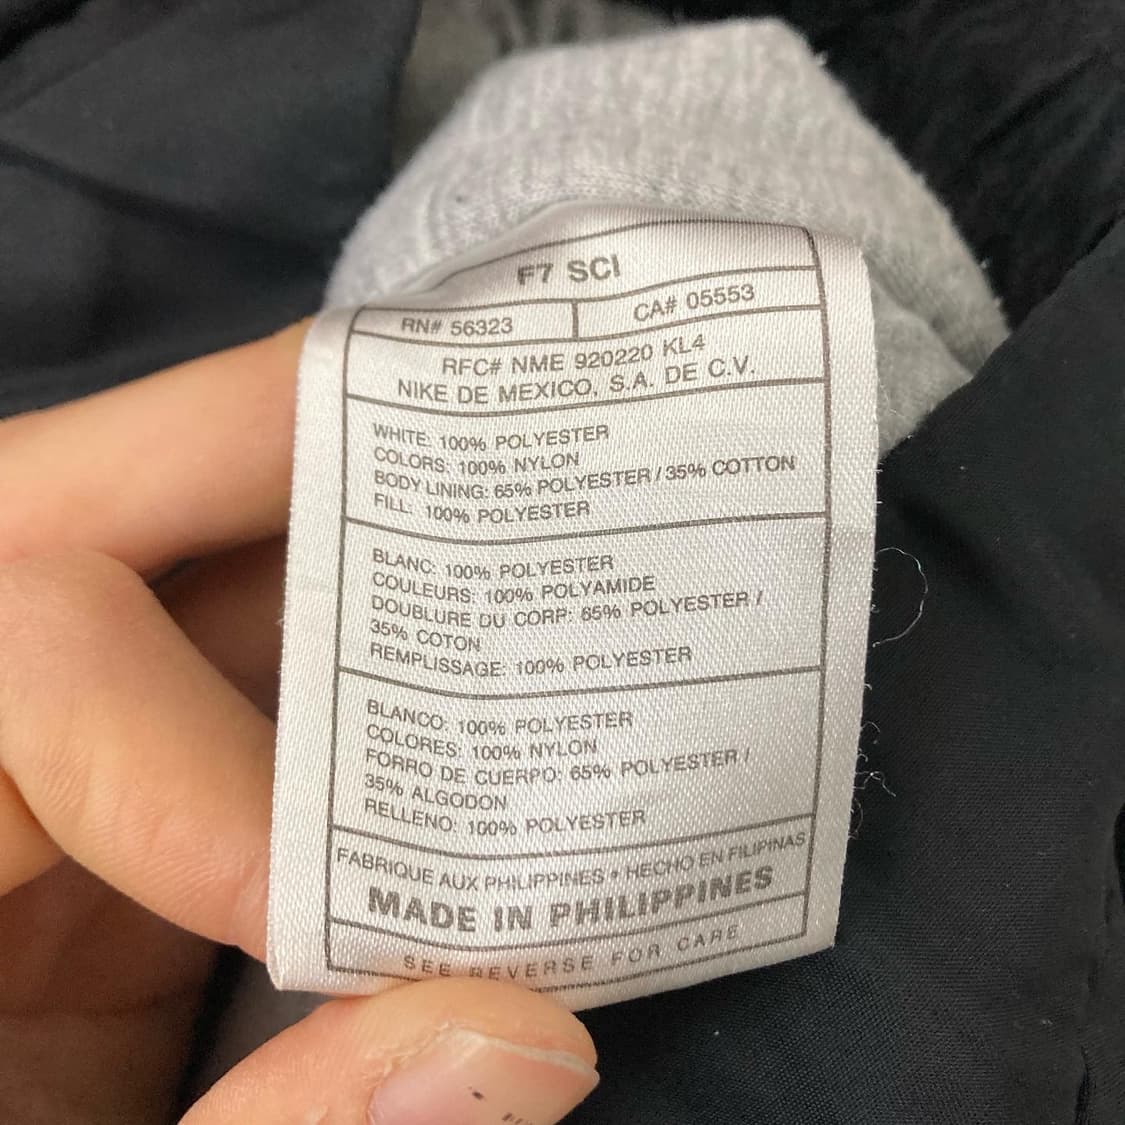 F7 SCI
RN# 56323
CA# 05553
RFC# NME 920220 KL4
NIKE DE MEXICO, S.A. DE C.V.
WHITE: 100% POLYESTER
COLORS: 100% NYLON
BODY LINING: 65% POLYESTER / 35% COTTON
FILL: 100% POLYESTER
BLANC: 100% POLYESTER
COULEURS: 100% POLYAMIDE
DOUBLURE DU CORP: 65% POLYESTER /
35% COTON
REMPLISSAGE: 100% POLYESTER
BLANCO: 100% POLYESTER
COLORES: 100% NYLON
FORRO DE CUERPO: 65% POLYESTER /
35% ALGODON
RELLENO: 100% POLYESTER
FABRIQUE AUX PHILIPPINES • HECHO EN FILIPINAS
MADE IN PHILIPPINES
SEE REVERSE FOR CARE